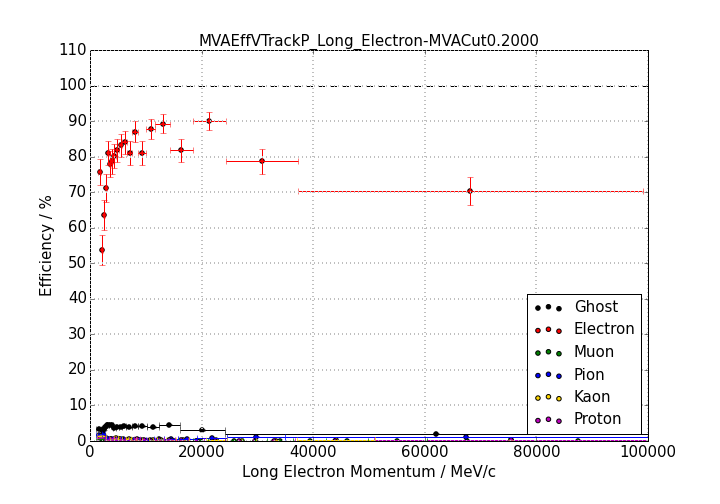 MVAEffVTrackP_Long_Electron-MVACut0.2000
110
100
90
80
70
60
50
40
30
20
10
0
Efficiency / %
Ghost
Electron
Muon
Pion
Kaon
Proton
0 20000 40000 60000 80000 100000
Long Electron Momentum / MeV/c